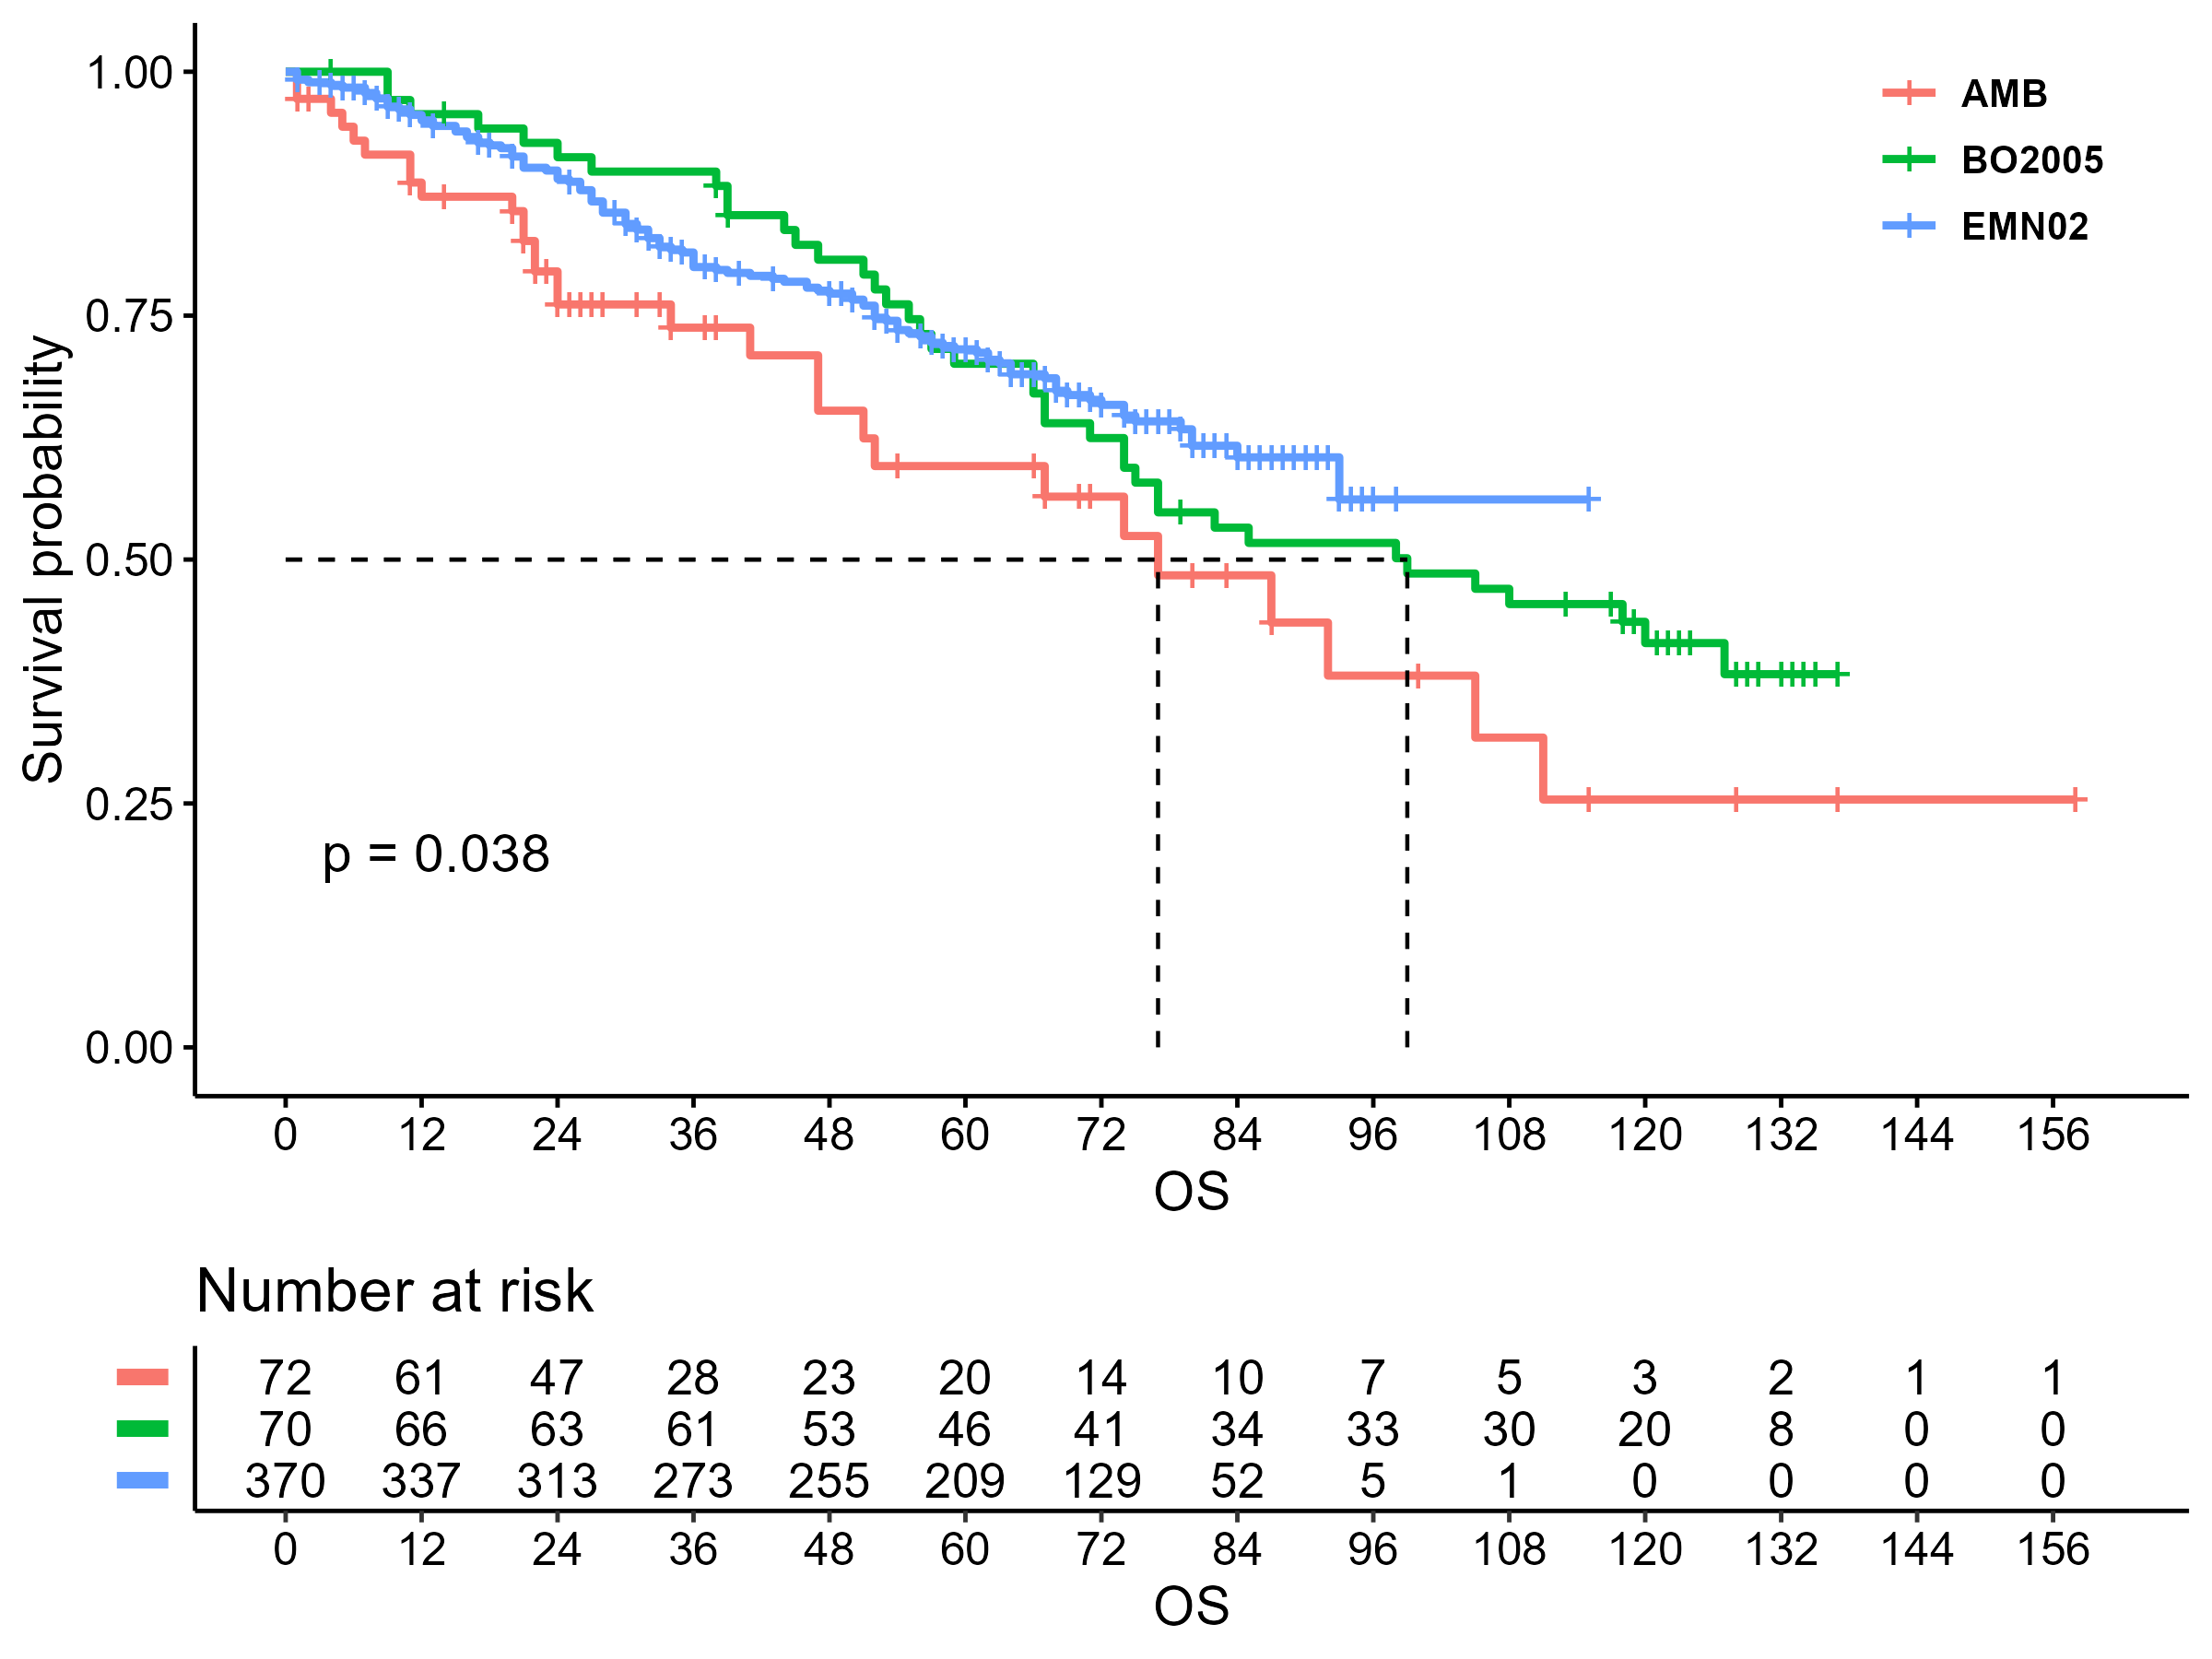 1.00
0.75
0.50
0.25
0.00
Survival probability
AMB
BO2005
EMN02
p = 0.038
0 12 24 36 48 60 72 84 96 108 120 132 144 156
OS
Number at risk
72 61 47 28 23 20 14 10 7 5 3 2 1 1
70 66 63 61 53 46 41 34 33 30 20 8 0 0
370 337 313 273 255 209 129 52 5 1 0 0 0 0
0 12 24 36 48 60 72 84 96 108 120 132 144 156
OS